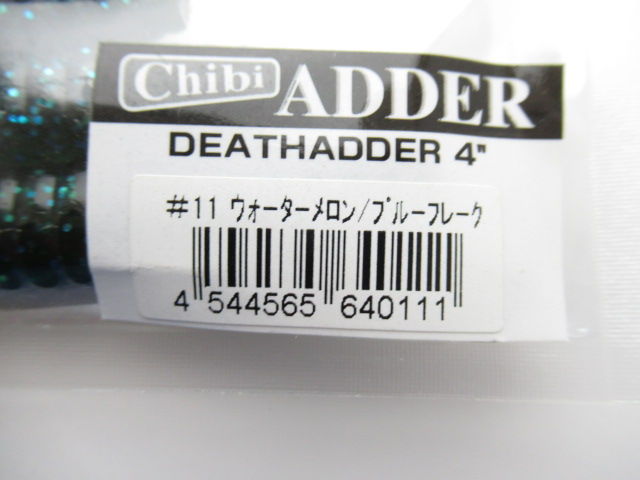 Chibi ADDER
DEATHADDER 4"
#11 ウォーターメロン/ブルーフレーク
4 544565 640111